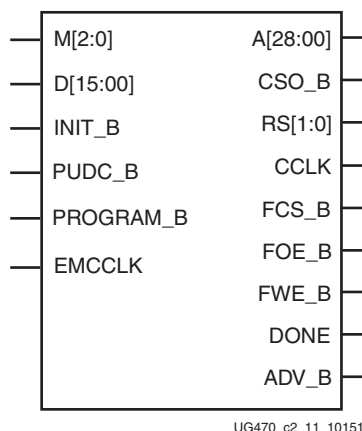 M[2:0]
D[15:00]
INIT_B
PUDC_B
PROGRAM_B
EMCCLK
A[28:00]
CSO_B
RS[1:0]
CCLK
FCS_B
FOE_B
FWE_B
DONE
ADV_B
UG470_c2_11_10151